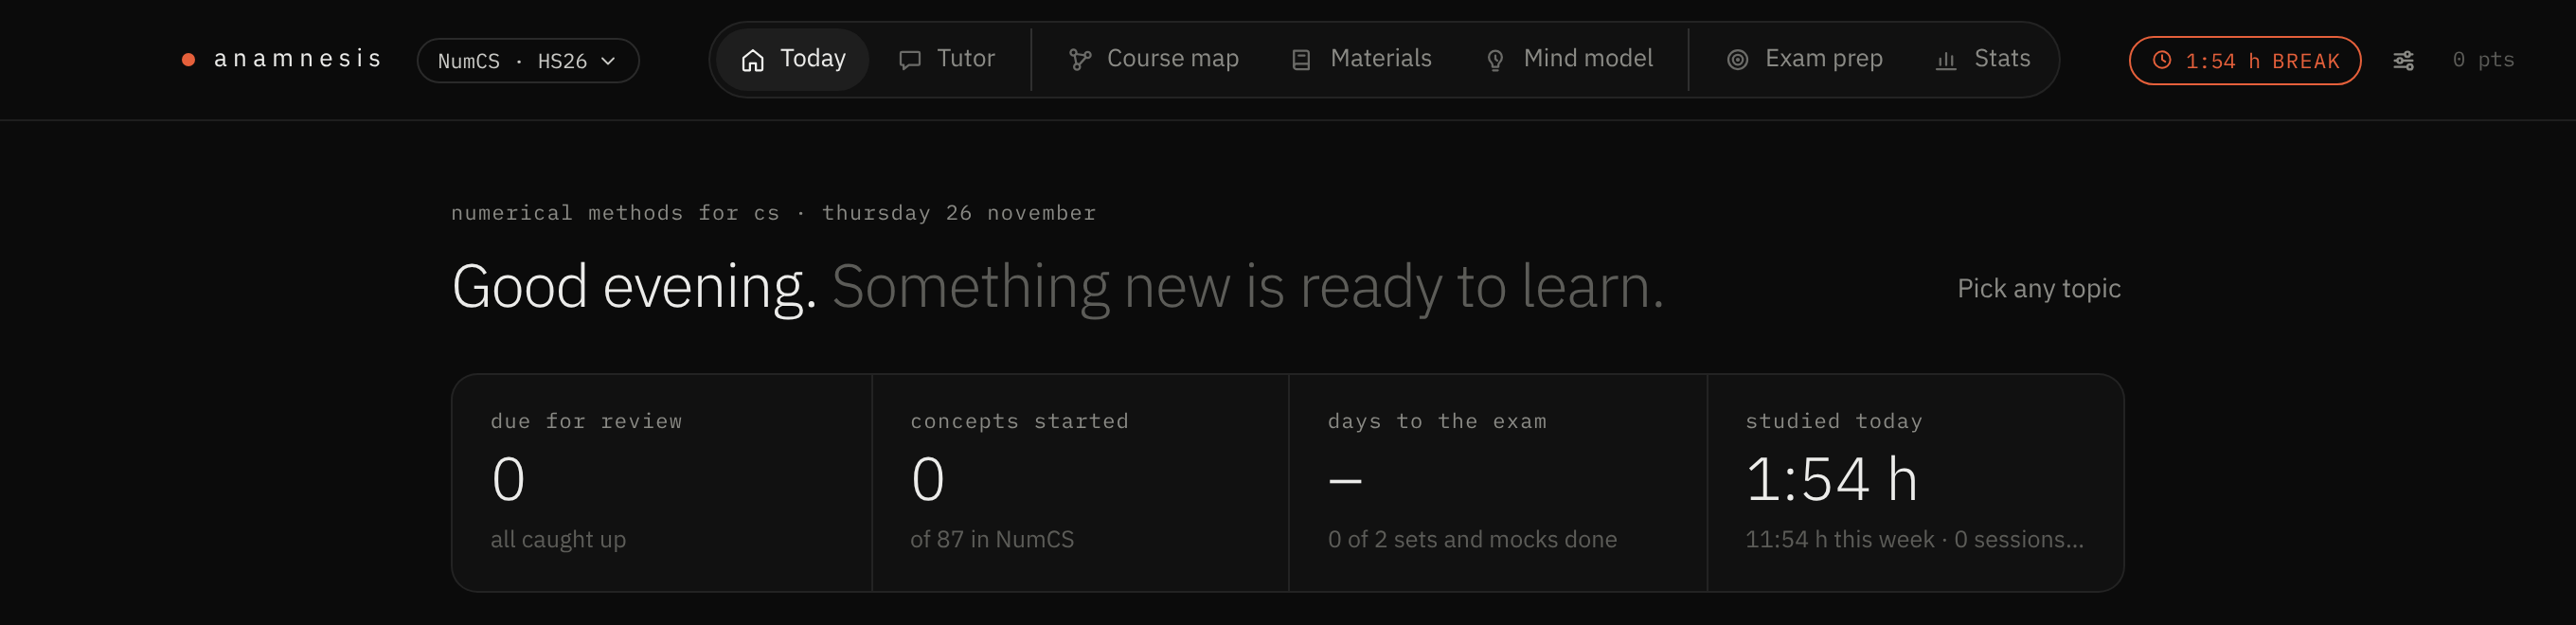 anamnesis
NumCS · HS26
Today
Tutor
Course map
Materials
Mind model
Exam prep
Stats
1:54 h BREAK
0 pts
numerical methods for cs · thursday 26 november
Good evening. Something new is ready to learn.
Pick any topic
due for review
0
all caught up
concepts started
0
of 87 in NumCS
days to the exam
–
0 of 2 sets and mocks done
studied today
1:54 h
11:54 h this week · 0 sessions...